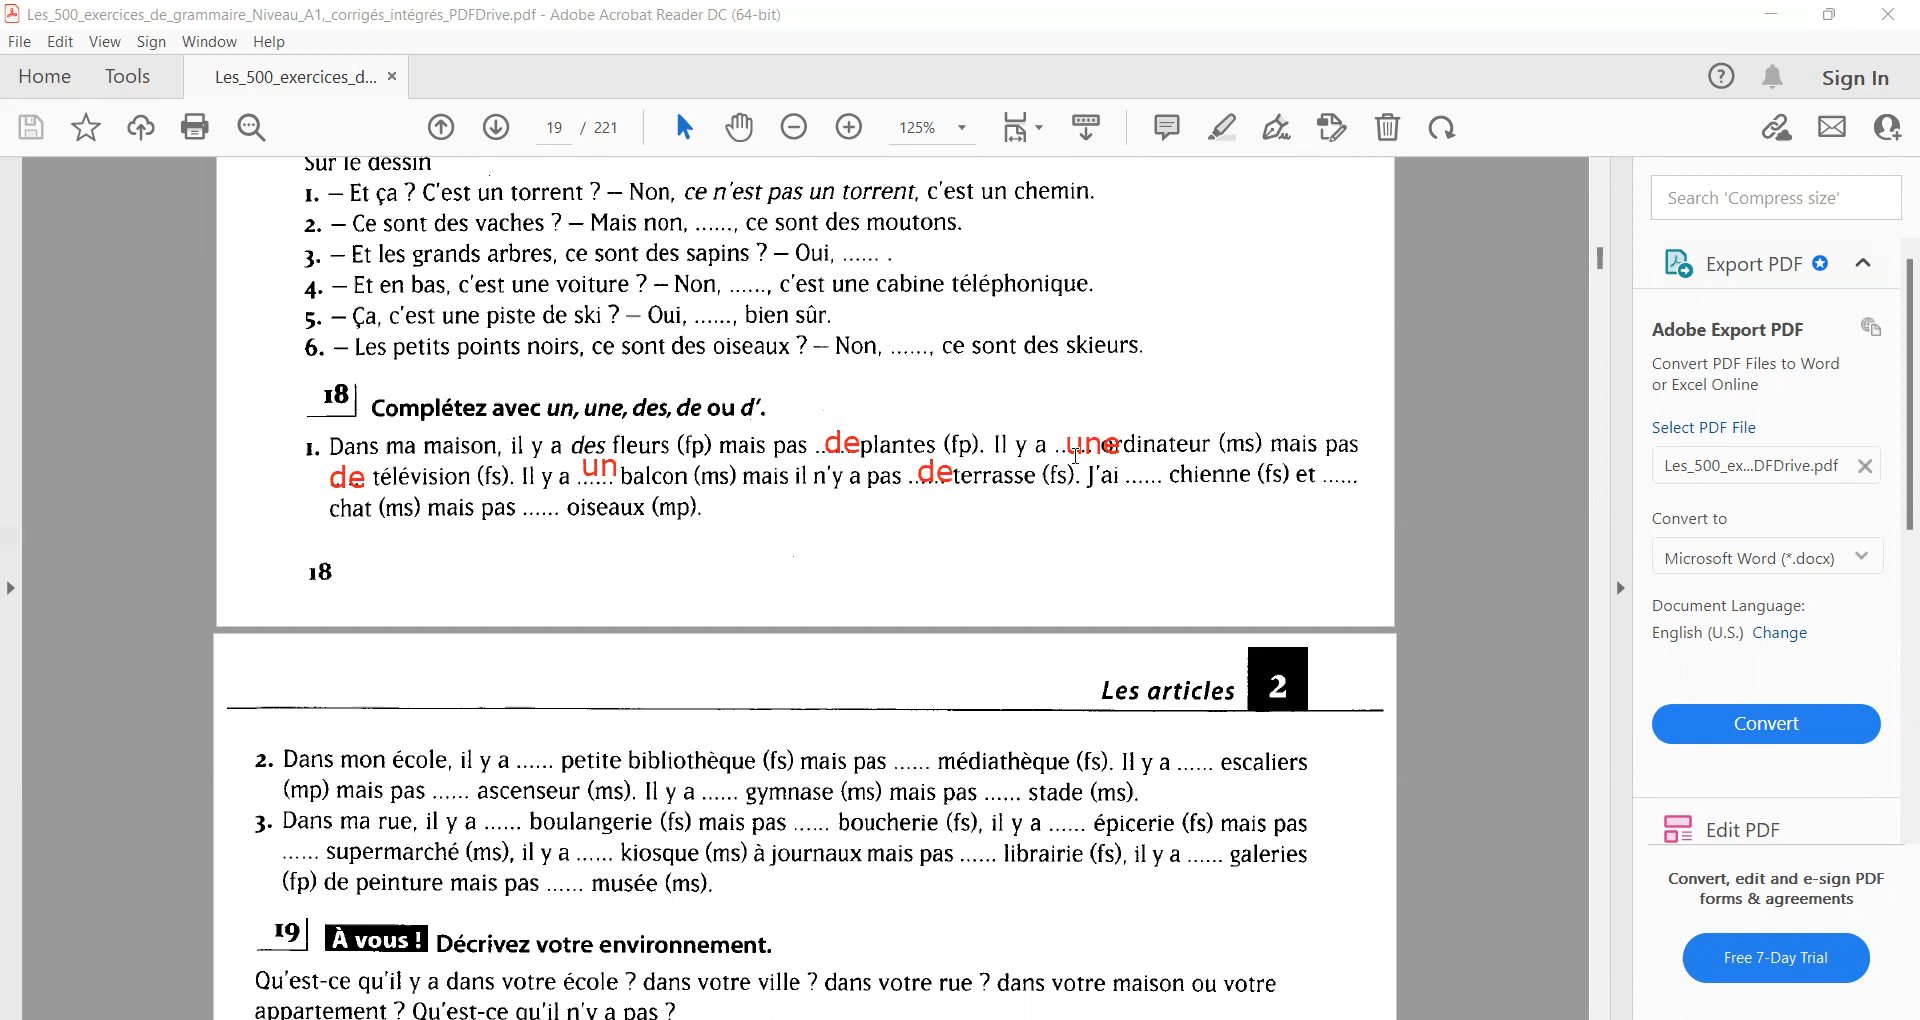 Les_500_exercices_de_grammaire_Niveau_A1,_corrigés_intégrés_PDFDrive.pdf - Adobe Acrobat Reader DC (64-bit)
File Edit View Sign Window Help
Home Tools Les_500_exercices_d... × Sign In
19 / 221 125%
Sur le dessin
1. – Et ça ? C'est un torrent ? – Non, ce n'est pas un torrent, c'est un chemin.
2. – Ce sont des vaches ? – Mais non, ......, ce sont des moutons.
3. – Et les grands arbres, ce sont des sapins ? – Oui, ...... .
4. – Et en bas, c'est une voiture ? – Non, ......, c'est une cabine téléphonique.
5. – Ça, c'est une piste de ski ? – Oui, ......, bien sûr.
6. – Les petits points noirs, ce sont des oiseaux ? – Non, ......, ce sont des skieurs.
18 Complétez avec un, une, des, de ou d'.
1. Dans ma maison, il y a des fleurs (fp) mais pas de plantes (fp). Il y a une ordinateur (ms) mais pas
de télévision (fs). Il y a un balcon (ms) mais il n'y a pas de terrasse (fs). J'ai ...... chienne (fs) et ......
chat (ms) mais pas ...... oiseaux (mp).
18
Les articles 2
2. Dans mon école, il y a ...... petite bibliothèque (fs) mais pas ...... médiathèque (fs). Il y a ...... escaliers
(mp) mais pas ...... ascenseur (ms). Il y a ...... gymnase (ms) mais pas ...... stade (ms).
3. Dans ma rue, il y a ...... boulangerie (fs) mais pas ...... boucherie (fs), il y a ...... épicerie (fs) mais pas
...... supermarché (ms), il y a ...... kiosque (ms) à journaux mais pas ...... librairie (fs), il y a ...... galeries
(fp) de peinture mais pas ...... musée (ms).
19 À vous ! Décrivez votre environnement.
Qu'est-ce qu'il y a dans votre école ? dans votre ville ? dans votre rue ? dans votre maison ou votre
appartement ? Qu'est-ce qu'il n'y a pas ?
Search 'Compress size'
Export PDF
Adobe Export PDF
Convert PDF Files to Word
or Excel Online
Select PDF File
Les_500_ex...DFDrive.pdf
Convert to
Microsoft Word (*.docx)
Document Language:
English (U.S.) Change
Convert
Edit PDF
Convert, edit and e-sign PDF
forms & agreements
Free 7-Day Trial